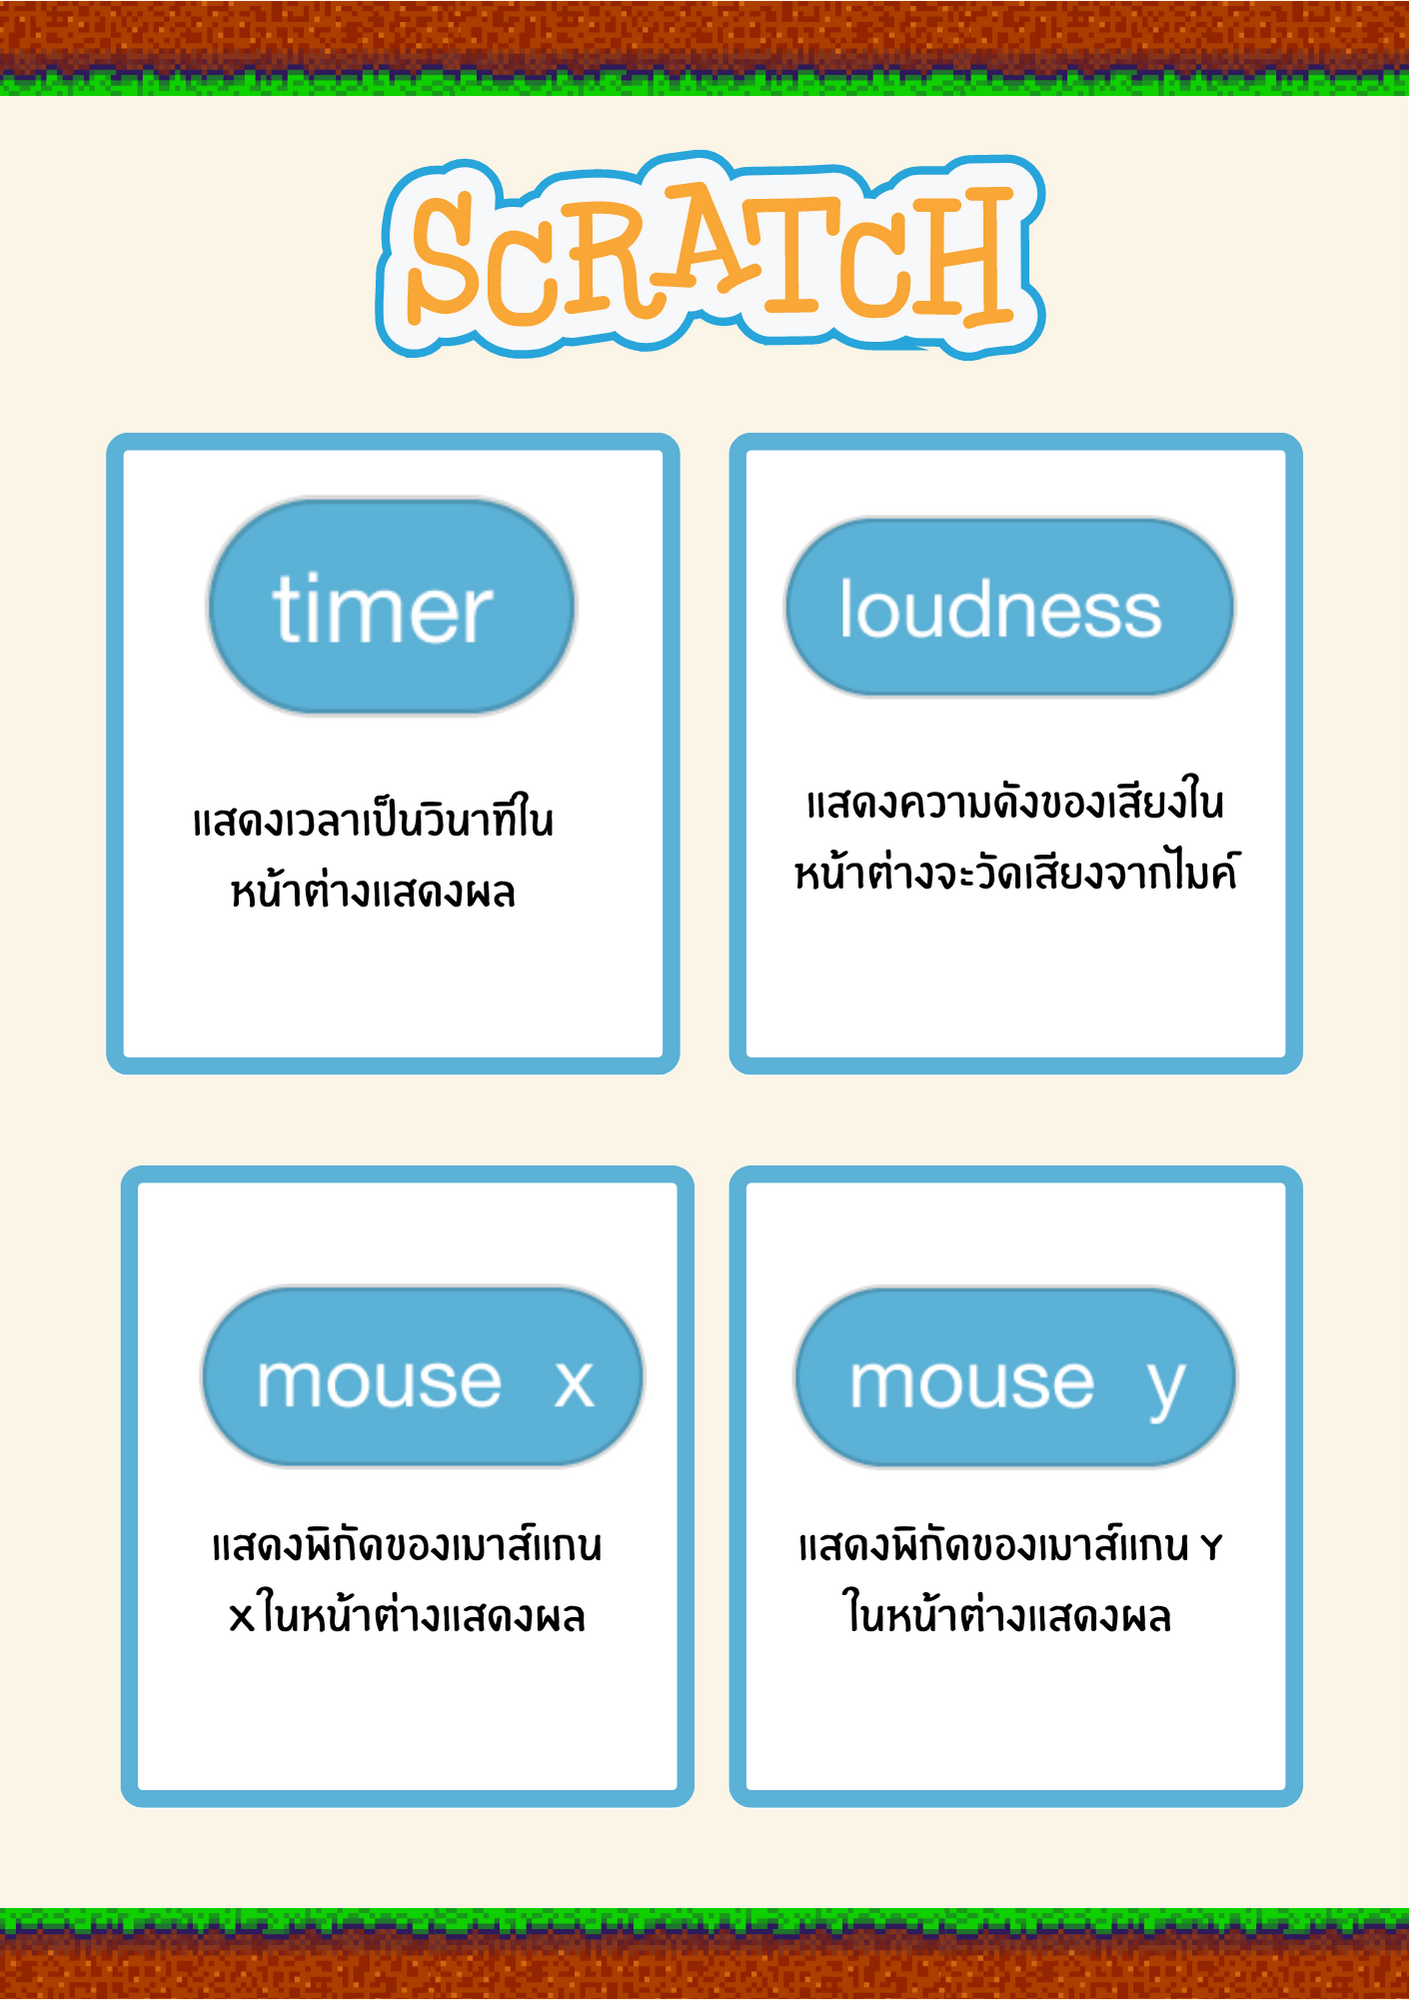 SCRATCH
timer
แสดงเวลาเป็นวินาทีใน
หน้าต่างแสดงผล
loudness
แสดงความดังของเสียงใน
หน้าต่างจะวัดเสียงจากไมค์
mouse x
แสดงพิกัดของเมาส์แกน
X ในหน้าต่างแสดงผล
mouse y
แสดงพิกัดของเมาส์แกน Y
ในหน้าต่างแสดงผล